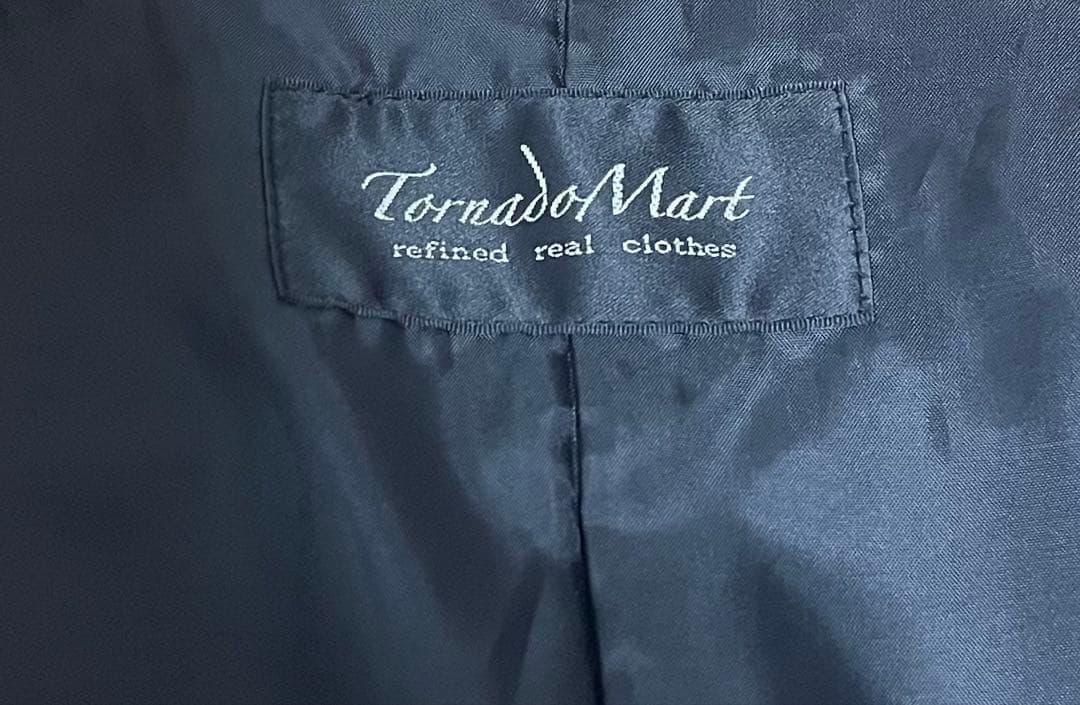 TornadoMart
refined real clothes